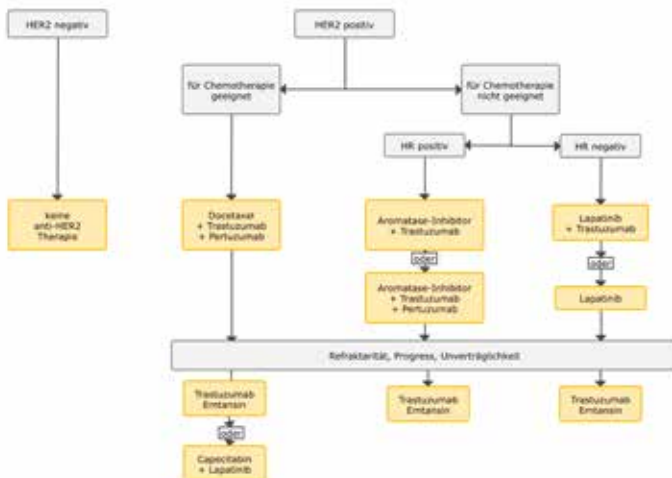 HER2 negativ
HER2 positiv
für Chemotherapie
geeignet
für Chemotherapie
nicht geeignet
HR positiv
HR negativ
keine
anti-HER2
Therapie
Docetaxel
+ Trastuzumab
+ Pertuzumab
Aromatase-Inhibitor
+ Trastuzumab
Lapatinib
+ Trastuzumab
oder
oder
Aromatase-Inhibitor
+ Trastuzumab
+ Pertuzumab
Lapatinib
Refraktarität, Progress, Unverträglichkeit
Trastuzumab
Emtansin
Trastuzumab
Emtansin
Trastuzumab
Emtansin
oder
Capecitabin
+ Lapatinib